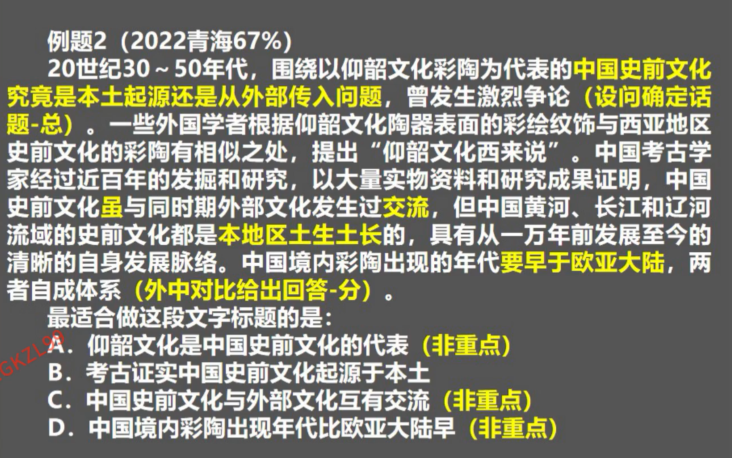 例题2（2022青海67%）
20世纪30～50年代，围绕以仰韶文化彩陶为代表的中国史前文化
究竟是本土起源还是从外部传入问题，曾发生激烈争论（设问确定话
题-总）。一些外国学者根据仰韶文化陶器表面的彩绘纹饰与西亚地区
史前文化的彩陶有相似之处，提出“仰韶文化西来说”。中国考古学
家经过近百年的发掘和研究，以大量实物资料和研究成果证明，中国
史前文化虽与同时期外部文化发生过交流，但中国黄河、长江和辽河
流域的史前文化都是本地区土生土长的，具有从一万年前发展至今的
清晰的自身发展脉络。中国境内彩陶出现的年代要早于欧亚大陆，两
者自成体系（外中对比给出回答-分）。
最适合做这段文字标题的是：
A．仰韶文化是中国史前文化的代表（非重点）
B．考古证实中国史前文化起源于本土
C．中国史前文化与外部文化互有交流（非重点）
D．中国境内彩陶出现年代比欧亚大陆早（非重点）
GKZL99